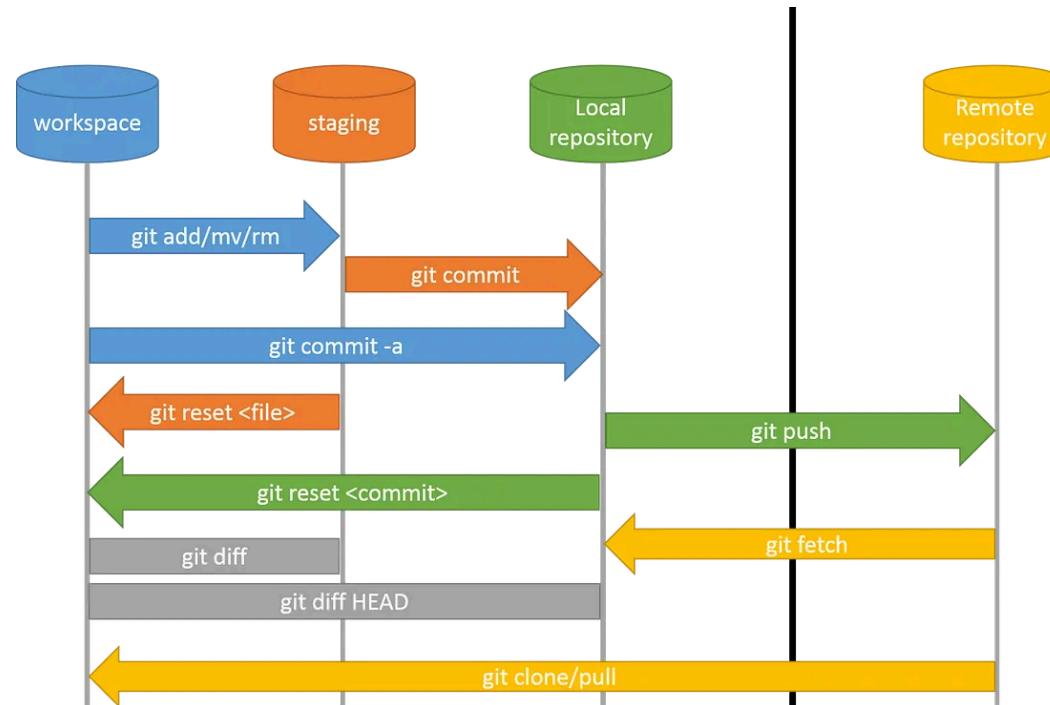 workspace
staging
Local
repository
Remote
repository
git add/mv/rm
git commit
git commit -a
git reset <file>
git push
git reset <commit>
git fetch
git diff
git diff HEAD
git clone/pull